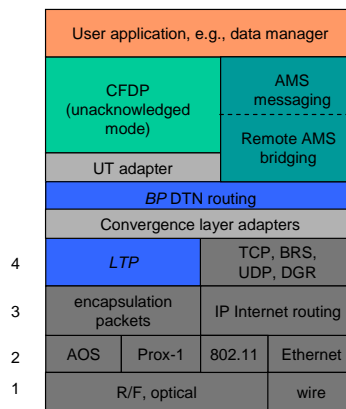 User application, e.g., data manager
CFDP
(unacknowledged
mode)
AMS
messaging
Remote AMS
bridging
UT adapter
BP DTN routing
Convergence layer adapters
4
LTP
TCP, BRS,
UDP, DGR
3
encapsulation
packets
IP Internet routing
2
AOS
Prox-1
802.11
Ethernet
1
R/F, optical
wire